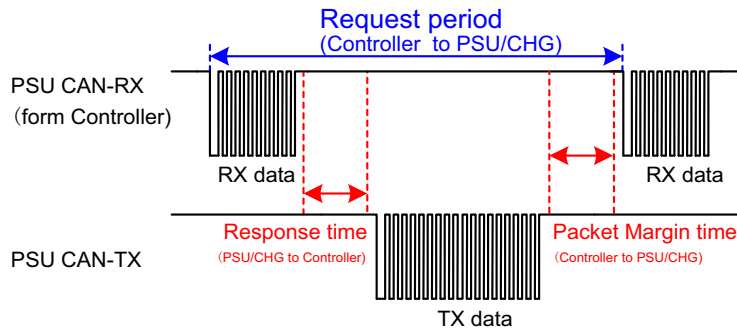 Request period
(Controller to PSU/CHG)
PSU CAN-RX
（form Controller)
RX data
RX data
Response time
(PSU/CHG to Controller)
Packet Margin time
(Controller to PSU/CHG)
PSU CAN-TX
TX data